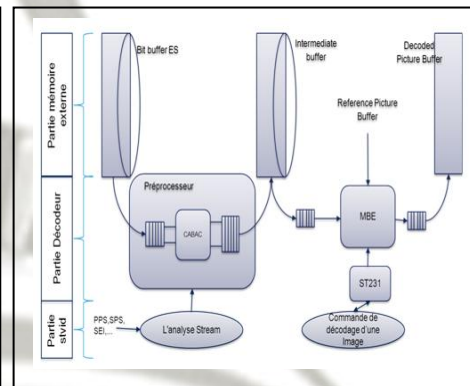 Partie mémoire
externe
Partie Décodeur
Partie
stvid
Bit buffer ES
Intermediate
buffer
Decoded
Picture Buffer
Reference Picture
Buffer
Préprocesseur
CABAC
MBE
ST231
PPS,SPS,
SEI,...
L'analyse Stream
Commande de
décodage d'une
Image